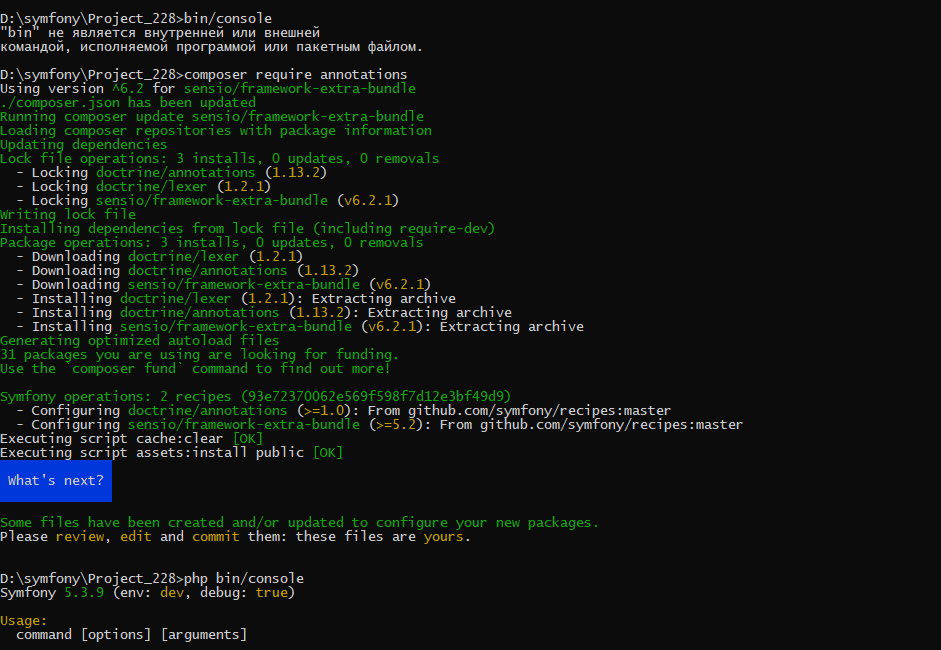 D:\symfony\Project_228>bin/console
"bin" не является внутренней или внешней
командой, исполняемой программой или пакетным файлом.
D:\symfony\Project_228>composer require annotations
Using version ^6.2 for sensio/framework-extra-bundle
./composer.json has been updated
Running composer update sensio/framework-extra-bundle
Loading composer repositories with package information
Updating dependencies
Lock file operations: 3 installs, 0 updates, 0 removals
  - Locking doctrine/annotations (1.13.2)
  - Locking doctrine/lexer (1.2.1)
  - Locking sensio/framework-extra-bundle (v6.2.1)
Writing lock file
Installing dependencies from lock file (including require-dev)
Package operations: 3 installs, 0 updates, 0 removals
  - Downloading doctrine/lexer (1.2.1)
  - Downloading doctrine/annotations (1.13.2)
  - Downloading sensio/framework-extra-bundle (v6.2.1)
  - Installing doctrine/lexer (1.2.1): Extracting archive
  - Installing doctrine/annotations (1.13.2): Extracting archive
  - Installing sensio/framework-extra-bundle (v6.2.1): Extracting archive
Generating optimized autoload files
31 packages you are using are looking for funding.
Use the `composer fund` command to find out more!
Symfony operations: 2 recipes (93e72370062e569f598f7d12e3bf49d9)
  - Configuring doctrine/annotations (>=1.0): From github.com/symfony/recipes:master
  - Configuring sensio/framework-extra-bundle (>=5.2): From github.com/symfony/recipes:master
Executing script cache:clear [OK]
Executing script assets:install public [OK]
What's next?
Some files have been created and/or updated to configure your new packages.
Please review, edit and commit them: these files are yours.
D:\symfony\Project_228>php bin/console
Symfony 5.3.9 (env: dev, debug: true)
Usage:
  command [options] [arguments]